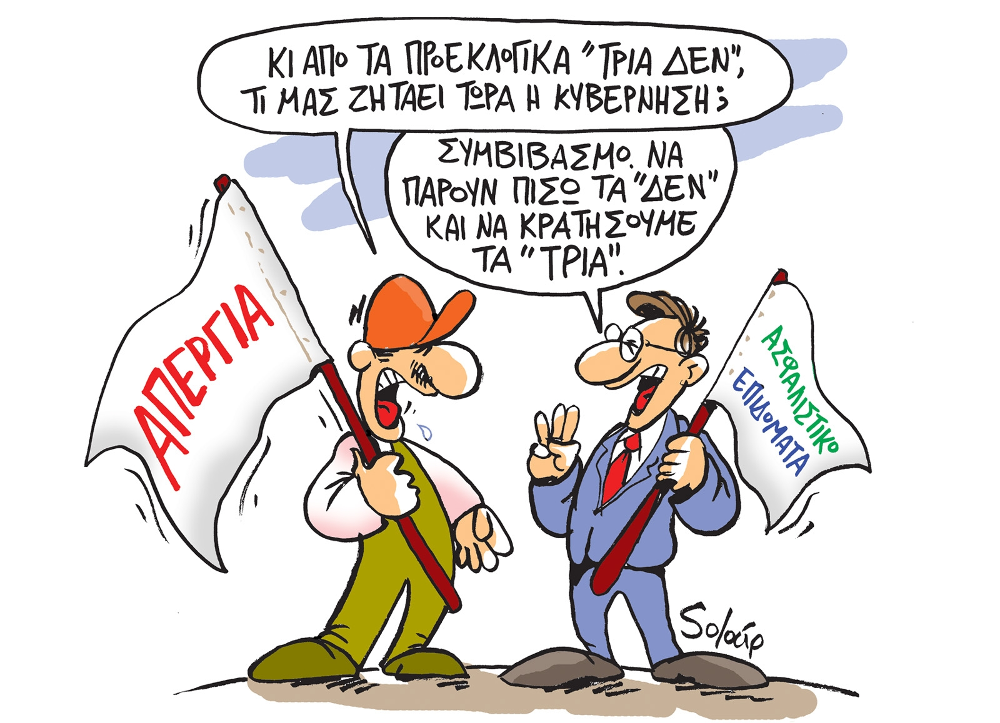 ΚΙ ΑΠΟ ΤΑ ΠΡΟΕΚΛΟΓΙΚΑ "ΤΡΙΑ ΔΕΝ",
ΤΙ ΜΑΣ ΖΗΤΑΕΙ ΤΩΡΑ Η ΚΥΒΕΡΝΗΣΗ;
ΣΥΜΒΙΒΑΣΜΟ. ΝΑ
ΠΑΡΟΥΝ ΠΙΣΩ ΤΑ "ΔΕΝ"
ΚΑΙ ΝΑ ΚΡΑΤΗΣΟΥΜΕ
ΤΑ "ΤΡΙΑ".
ΑΠΕΡΓΙΑ
ΑΣΦΑΛΙΣΤΙΚΟ
ΕΠΙΔΟΜΑΤΑ
Soloύρ